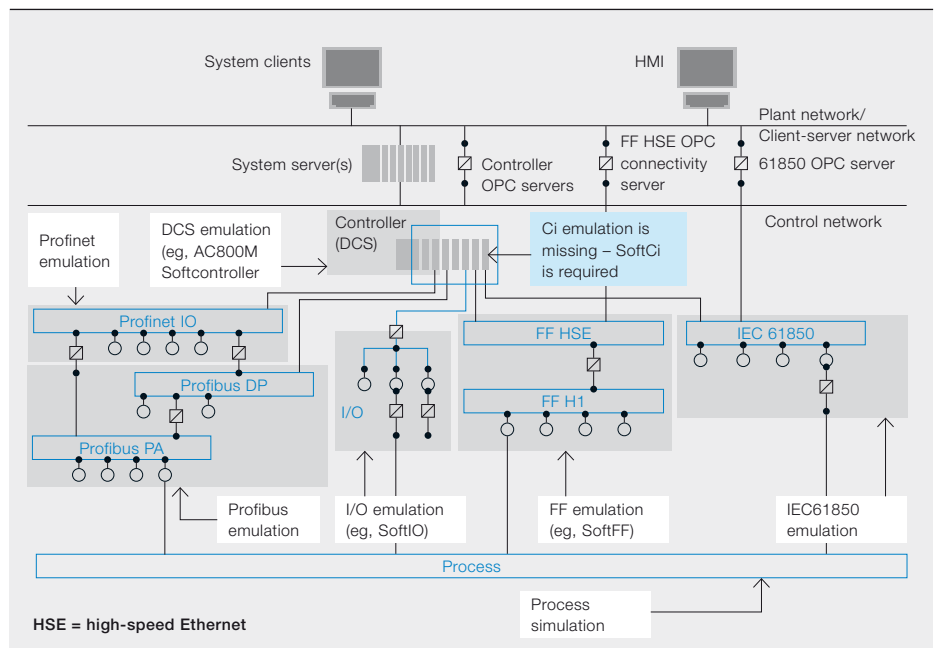 System clients
HMI
Plant network/
Client-server network
System server(s)
Controller
OPC servers
FF HSE OPC
connectivity
server
61850 OPC server
Control network
Profinet
emulation
DCS emulation
(eg, AC800M
Softcontroller
Controller
(DCS)
Ci emulation is
missing – SoftCi
is required
Profinet IO
FF HSE
IEC 61850
Profibus DP
I/O
FF H1
Profibus PA
Profibus
emulation
I/O emulation
(eg, SoftIO)
FF emulation
(eg, SoftFF)
IEC61850
emulation
Process
Process
simulation
HSE = high-speed Ethernet